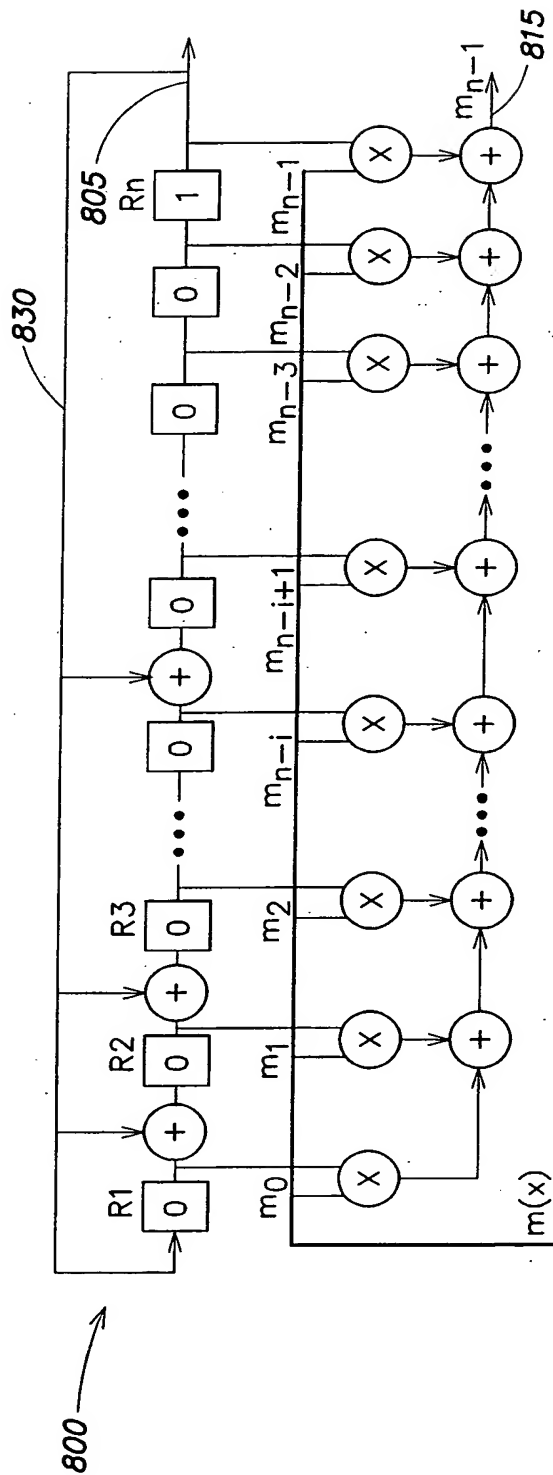 800
830
805
R1
R2
R3
Rn
0
0
0
0
0
0
0
1
+
+
+
m0
m1
m2
mn-i
mn-i+1
mn-3
mn-2
mn-1
X
X
X
X
X
X
X
X
+
+
+
+
+
+
+
mn-1
815
m(x)